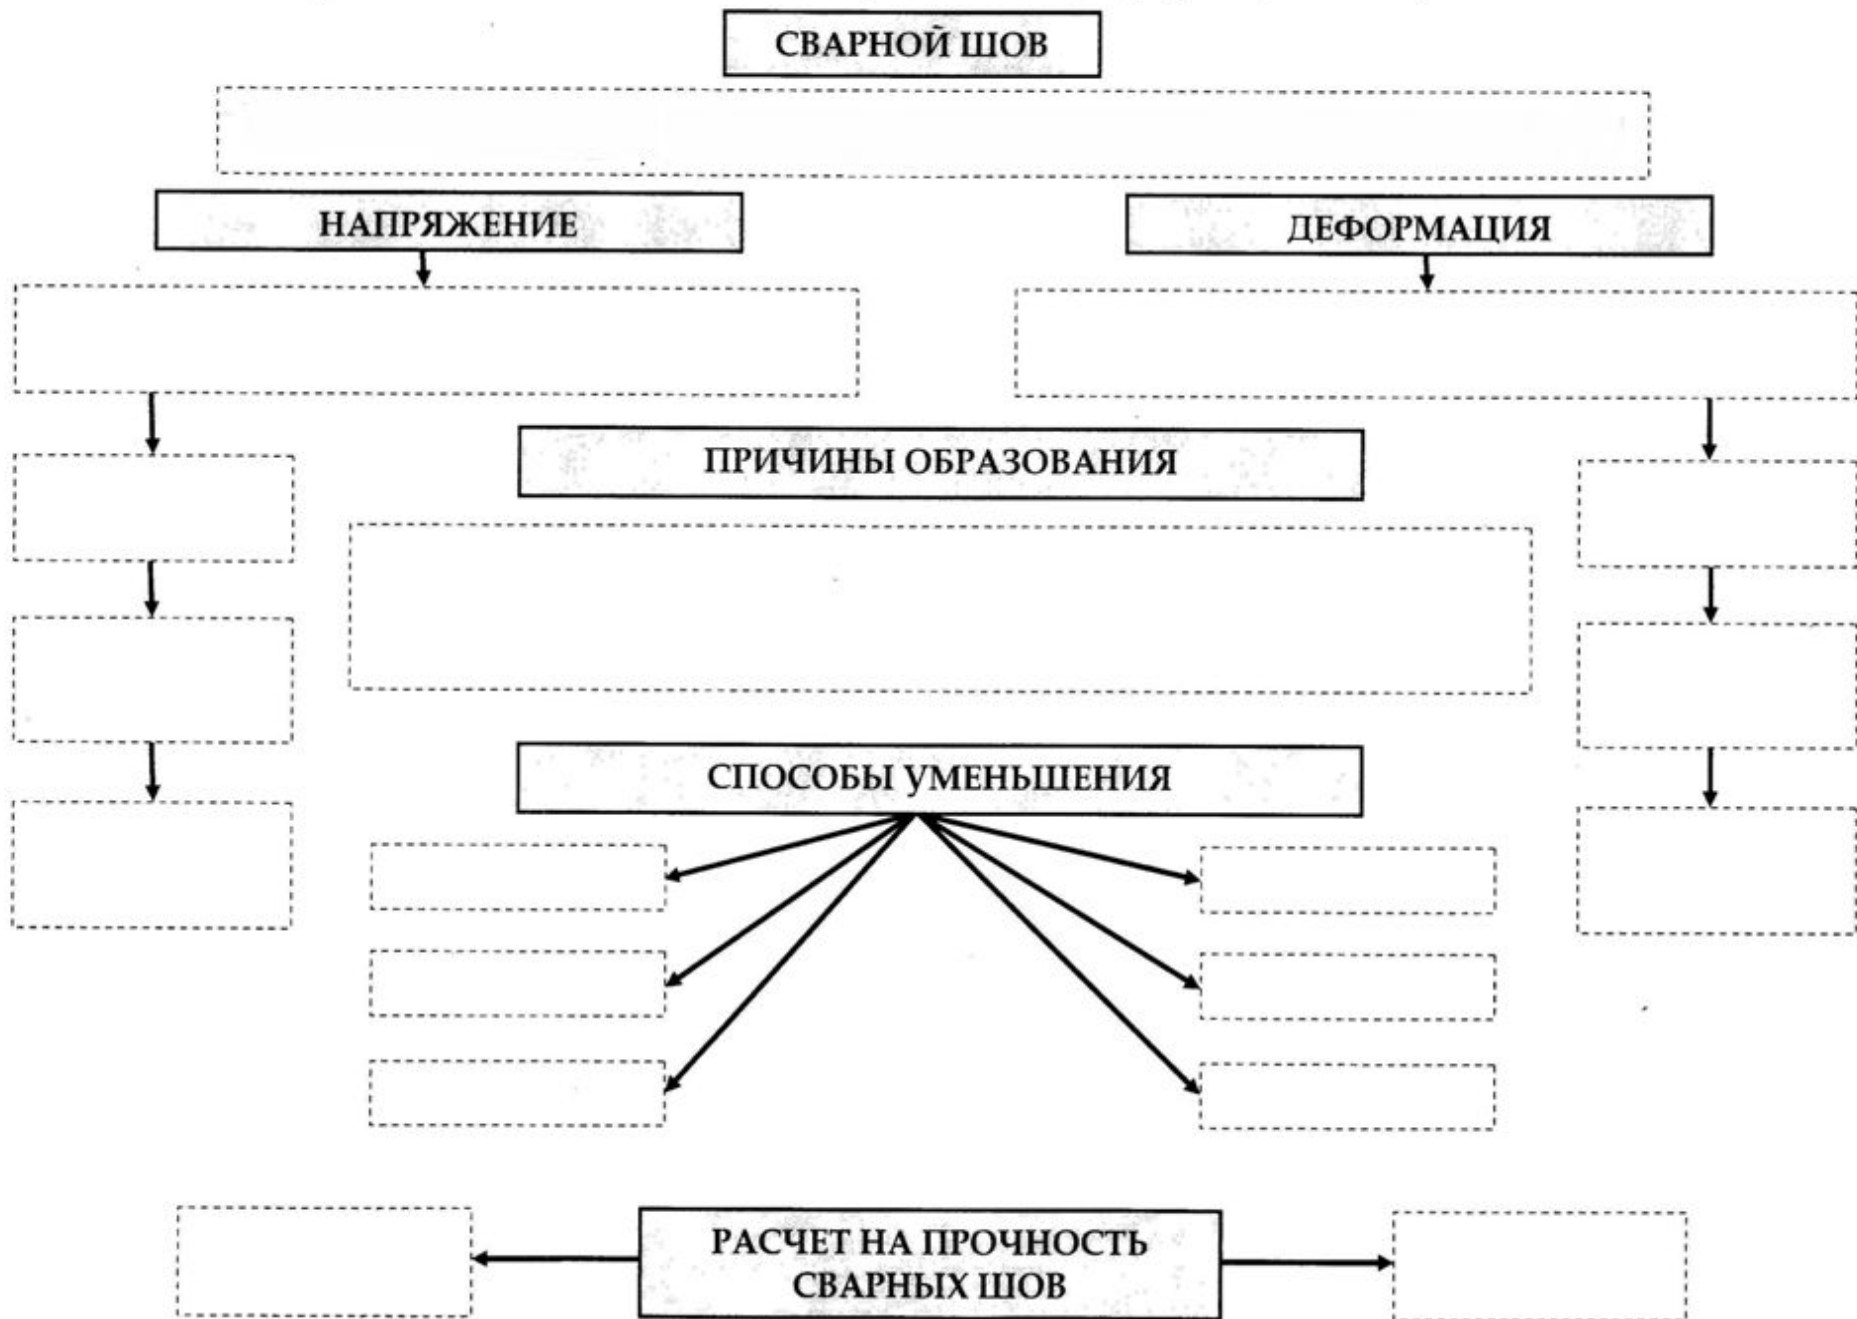 СВАРНОЙ ШОВ
НАПРЯЖЕНИЕ
ДЕФОРМАЦИЯ
ПРИЧИНЫ ОБРАЗОВАНИЯ
СПОСОБЫ УМЕНЬШЕНИЯ
РАСЧЕТ НА ПРОЧНОСТЬ
СВАРНЫХ ШОВ